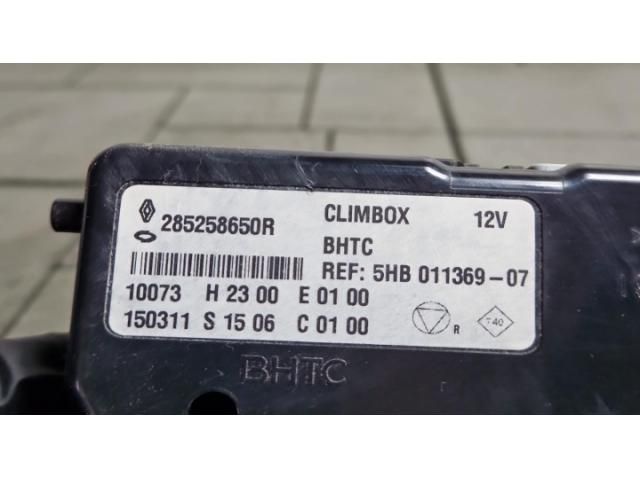 285258650R CLIMBOX 12V
BHTC
REF: 5HB 011369-07
10073 H 23 00 E 01 00
150311 S 15 06 C 01 00
R
T40
BHTC